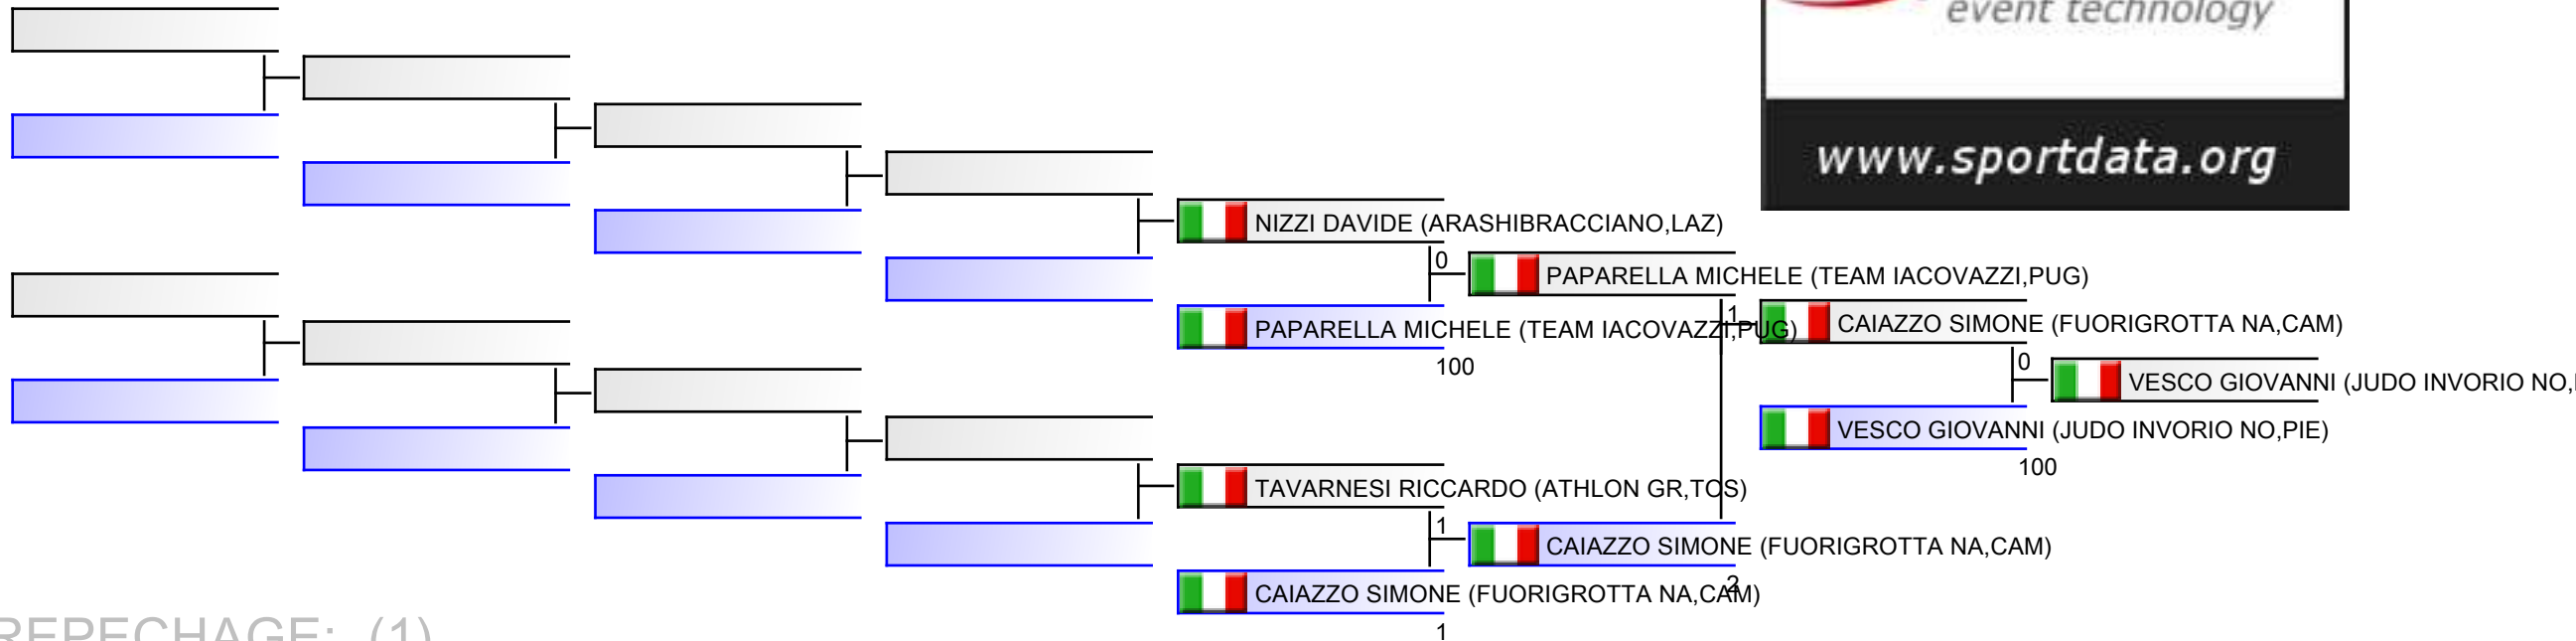 event technology
www.sportdata.org
NIZZI DAVIDE (ARASHIBRACCIANO,LAZ)
0
PAPARELLA MICHELE (TEAM IACOVAZZI,PUG)
PAPARELLA MICHELE (TEAM IACOVAZZI,PUG)
100
1
CAIAZZO SIMONE (FUORIGROTTA NA,CAM)
0
VESCO GIOVANNI (JUDO INVORIO NO,
VESCO GIOVANNI (JUDO INVORIO NO,PIE)
100
TAVARNESI RICCARDO (ATHLON GR,TOS)
1
CAIAZZO SIMONE (FUORIGROTTA NA,CAM)
2
CAIAZZO SIMONE (FUORIGROTTA NA,CAM)
1
REPECHAGE: (1)